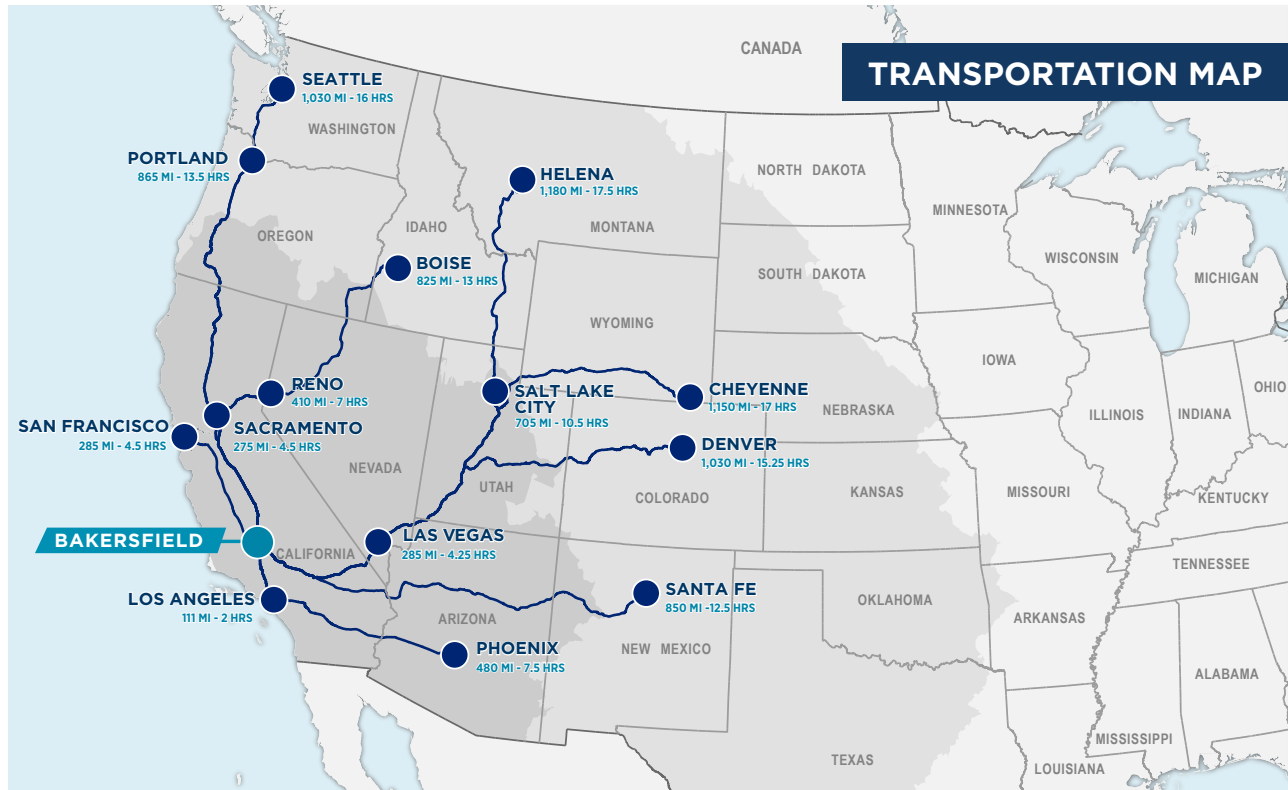 TRANSPORTATION MAP
CANADA
SEATTLE
1,030 MI - 16 HRS
WASHINGTON
PORTLAND
865 MI - 13.5 HRS
HELENA
1,180 MI - 17.5 HRS
NORTH DAKOTA
MINNESOTA
MONTANA
OREGON
IDAHO
BOISE
825 MI - 13 HRS
SOUTH DAKOTA
WISCONSIN
MICHIGAN
WYOMING
IOWA
RENO
410 MI - 7 HRS
SALT LAKE
CITY
705 MI - 10.5 HRS
CHEYENNE
1,150 MI - 17 HRS
NEBRASKA
ILLINOIS
INDIANA
OHIO
SAN FRANCISCO
285 MI - 4.5 HRS
SACRAMENTO
275 MI - 4.5 HRS
DENVER
1,030 MI - 15.25 HRS
NEVADA
UTAH
COLORADO
KANSAS
MISSOURI
KENTUCKY
BAKERSFIELD
CALIFORNIA
LAS VEGAS
285 MI - 4.25 HRS
TENNESSEE
LOS ANGELES
111 MI - 2 HRS
SANTA FE
850 MI -12.5 HRS
OKLAHOMA
ARKANSAS
ARIZONA
PHOENIX
480 MI - 7.5 HRS
NEW MEXICO
ALABAMA
MISSISSIPPI
TEXAS
LOUISIANA